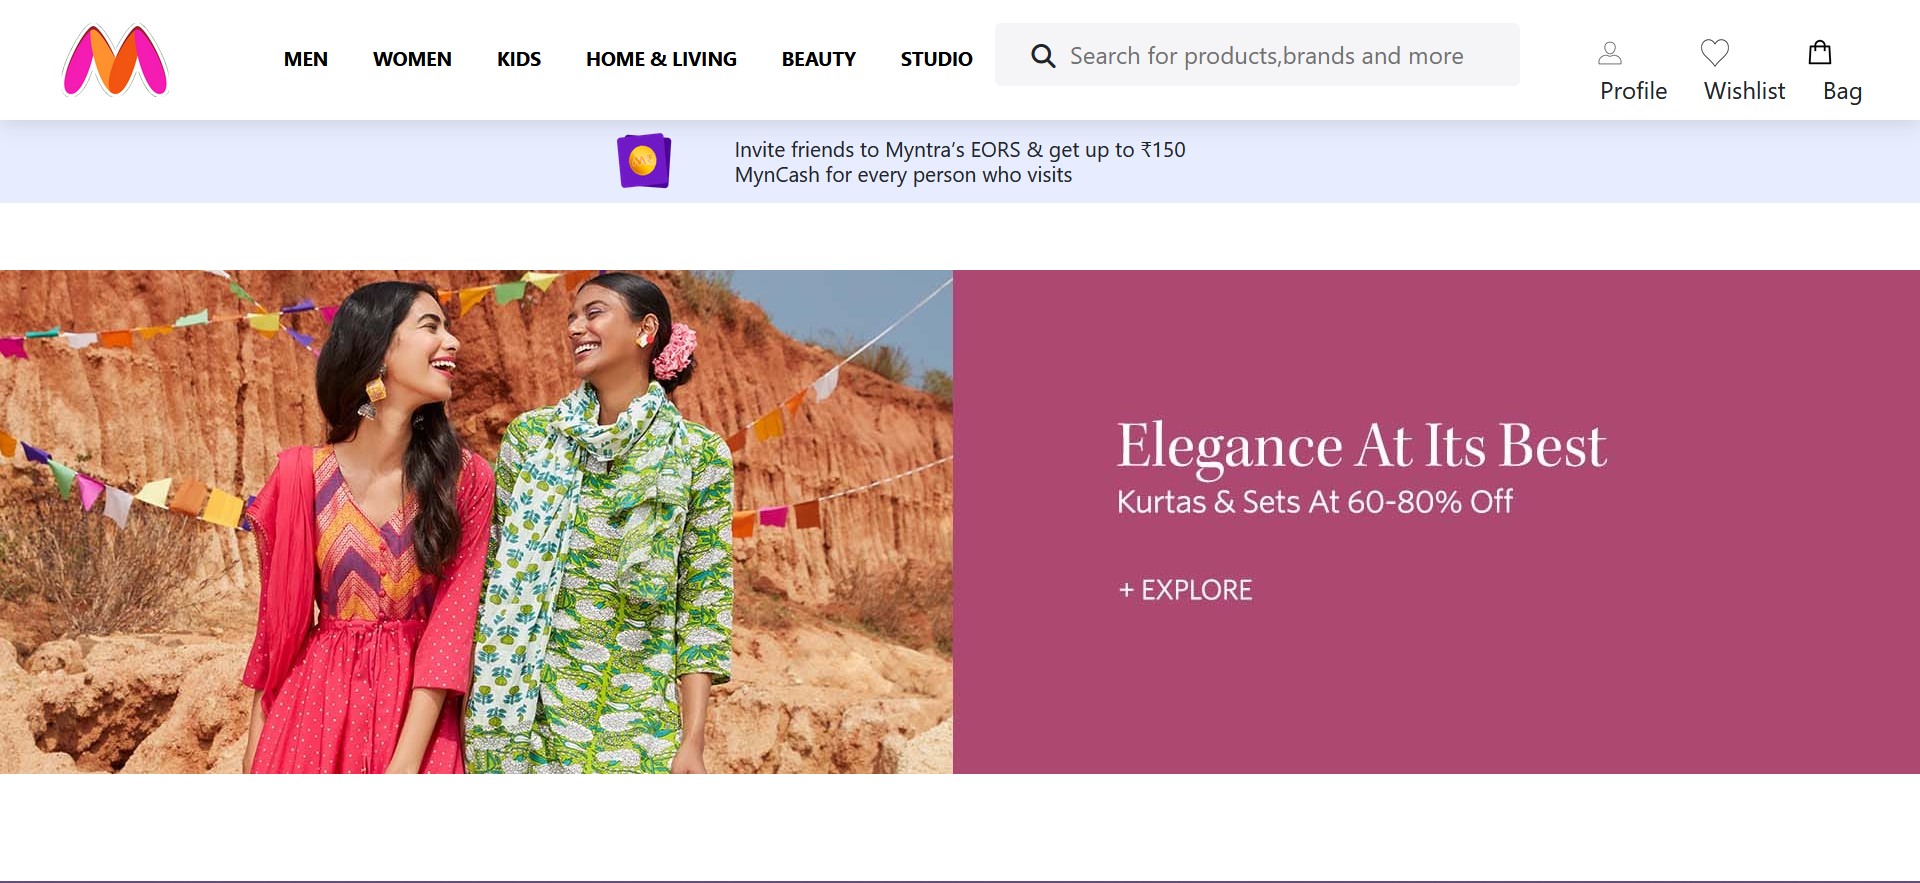 MEN WOMEN KIDS HOME & LIVING BEAUTY STUDIO Search for products,brands and more
Profile Wishlist Bag
Invite friends to Myntra’s EORS & get up to ₹150
MynCash for every person who visits
Elegance At Its Best
Kurtas & Sets At 60-80% Off
+ EXPLORE